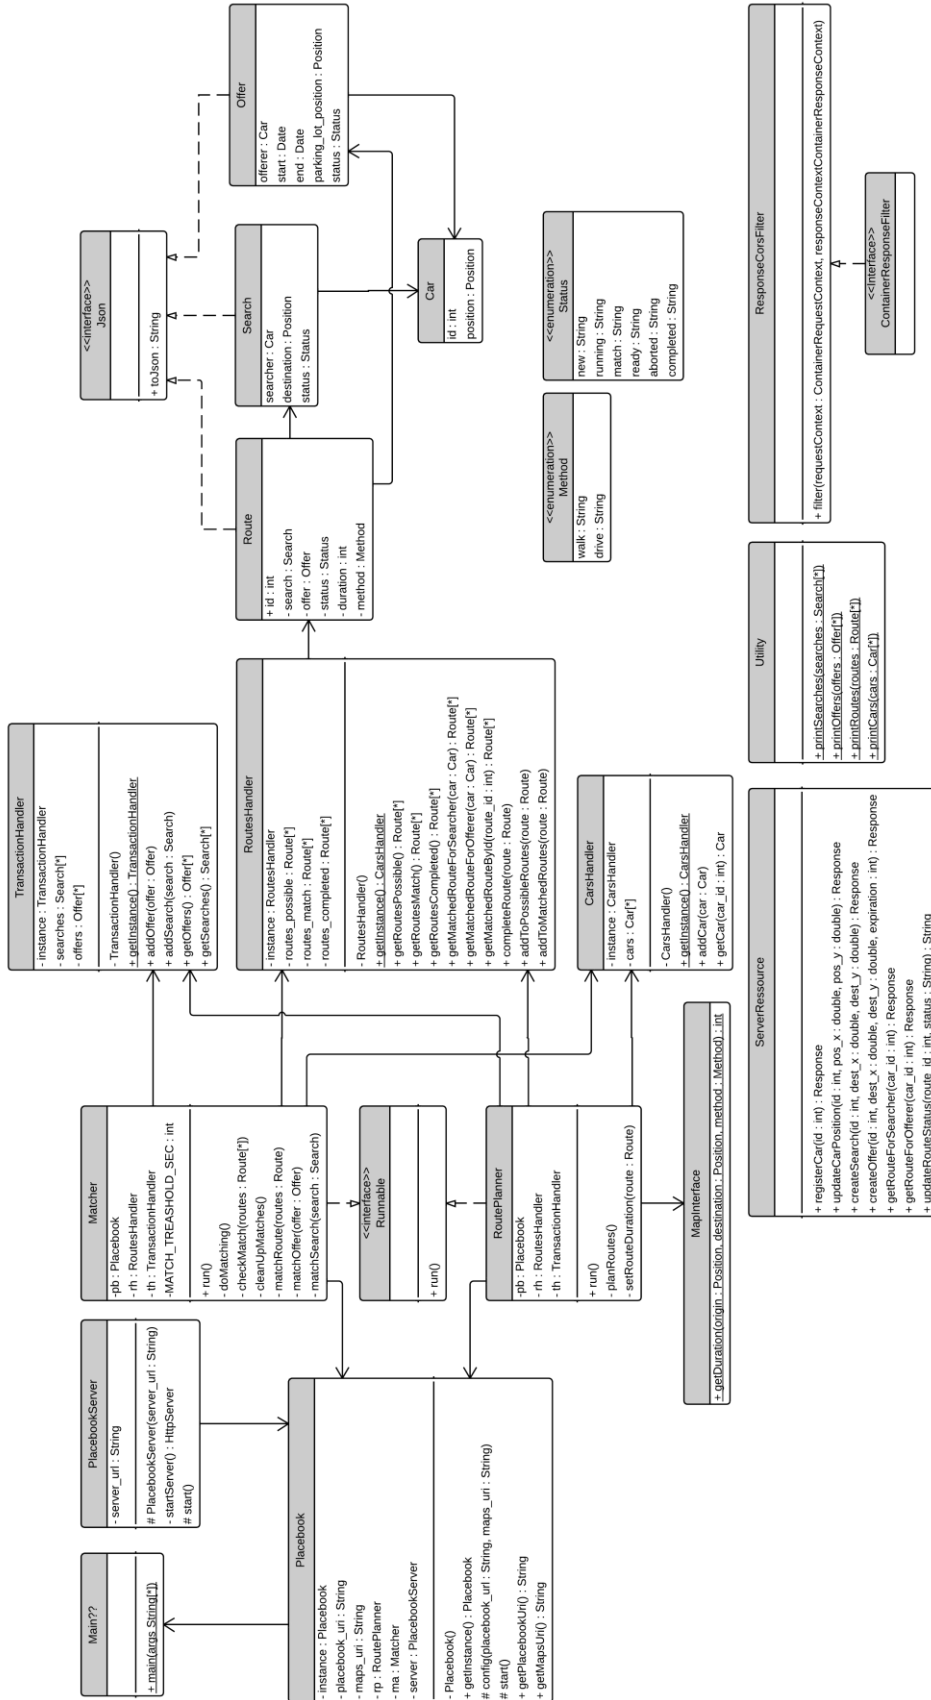 Main??
+ main(args String[*])
PlacebookServer
- server_url : String
# PlacebookServer(server_url : String)
- startServer() : HttpServer
# start()
Placebook
- instance : Placebook
- placebook_uri : String
- maps_uri : String
- rp : RoutePlanner
- ma : Matcher
- server : PlacebookServer
- Placebook()
+ getInstance() : Placebook
# config(placebook_url : String, maps_uri : String)
# start()
+ getPlacebookUri() : String
+ getMapsUri() : String
Matcher
-pb : Placebook
- rh : RoutesHandler
- th : TransactionHandler
-MATCH_TREASHOLD_SEC : int
+ run()
- doMatching()
- checkMatch(routes : Route[*])
- cleanUpMatches()
- matchRoute(routes : Route)
- matchOffer(offer : Offer)
- matchSearch(search : Search)
<<interface>>
Runnable
+ run()
RoutePlanner
-pb : Placebook
- rh : RoutesHandler
- th : TransactionHandler
+ run()
- planRoutes()
- setRouteDuration(route : Route)
MapInterface
+ getDuration(origin : Position, destination : Position, method : Method) : int
TransactionHandler
- instance : TransactionHandler
- searches : Search[*]
- offers : Offer[*]
- TransactionHandler()
+ getInstance() : TransactionHandler
+ addOffer(offer : Offer)
+ addSearch(search : Search)
+ getOffers() : Offer[*]
+ getSearches() : Search[*]
RoutesHandler
- instance : RoutesHandler
- routes_possible : Route[*]
- routes_match : Route[*]
- routes_completed : Route[*]
- RoutesHandler()
+ getInstance() : CarsHandler
+ getRoutesPossible() : Route[*]
+ getRoutesMatch() : Route[*]
+ getRoutesCompleted() : Route[*]
+ getMatchedRouteForSearcher(car : Car) : Route[*]
+ getMatchedRouteForOfferer(car : Car) : Route[*]
+ getMatchedRouteById(route_id : int) : Route[*]
+ completeRoute(route : Route)
+ addToPossibleRoutes(route : Route)
+ addToMatchedRoutes(route : Route)
CarsHandler
- instance : CarsHandler
- cars : Car[*]
- CarsHandler()
+ getInstance() : CarsHandler
+ addCar(car : Car)
+ getCar(car_id : int) : Car
<<interface>>
Json
+ toJson : String
Route
+ id : int
- search : Search
- offer : Offer
- status : Status
- duration : int
- method : Method
Search
searcher : Car
destination : Position
status : Status
Offer
offerer : Car
start : Date
end : Date
parking_lot_position : Position
status : Status
Car
id : int
position : Position
<<enumeration>>
Method
walk : String
drive : String
<<enumeration>>
Status
new : String
running : String
match : String
ready : String
aborted : String
completed : String
ServerRessource
+ registerCar(id : int) : Response
+ updateCarPosition(id : int, pos_x : double, pos_y : double) : Response
+ createSearch(id : int, dest_x : double, dest_y : double) : Response
+ createOffer(id : int, dest_x : double, dest_y : double, expiration : int) : Response
+ getRouteForSearcher(car_id : int) : Response
+ getRouteForOfferer(car_id : int) : Response
+ updateRouteStatus(route_id : int, status : String) : String
Utility
+ printSearches(searches : Search[*])
+ printOffers(offers : Offer[*])
+ printRoutes(routes : Route[*])
+ printCars(cars : Car[*])
ResponseCorsFilter
+ filter(requestContext : ContainerRequestContext, responseContextContainerResponseContext)
<<Interface>>
ContainerResponseFilter